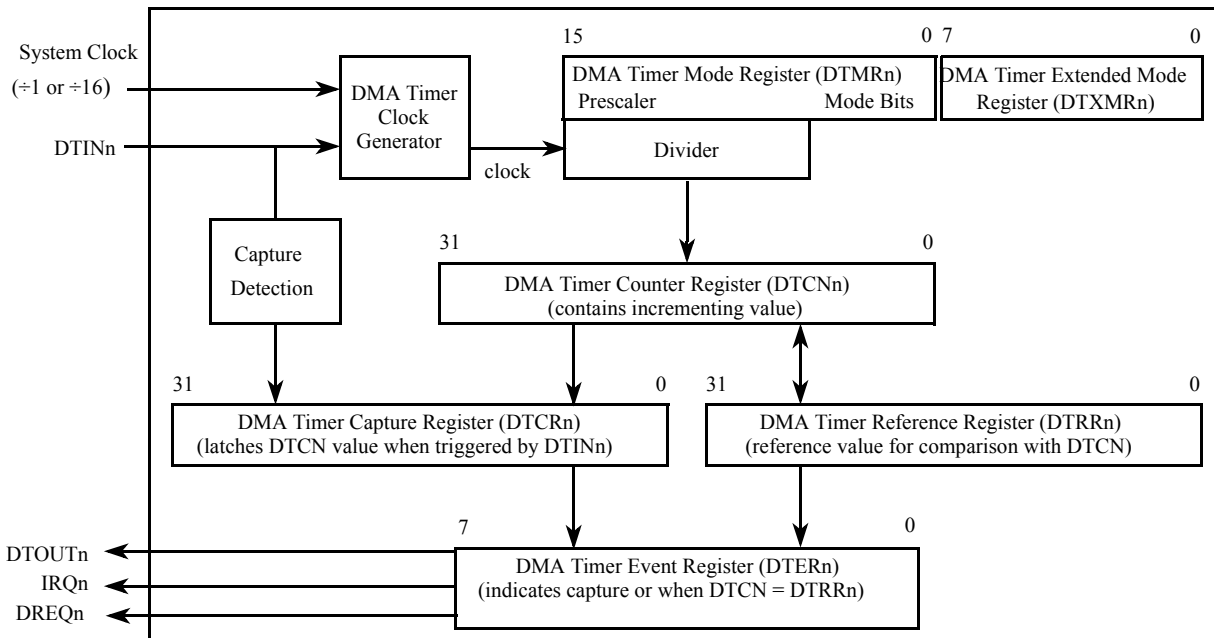 15 0 7 0
System Clock
(÷1 or ÷16)
DTINn
DMA Timer
Clock
Generator
clock
DMA Timer Mode Register (DTMRn)
Prescaler Mode Bits
Divider
DMA Timer Extended Mode
Register (DTXMRn)
Capture
Detection
31 0
DMA Timer Counter Register (DTCNn)
(contains incrementing value)
31 0
DMA Timer Capture Register (DTCRn)
(latches DTCN value when triggered by DTINn)
31 0
DMA Timer Reference Register (DTRRn)
(reference value for comparison with DTCN)
7 0
DMA Timer Event Register (DTERn)
(indicates capture or when DTCN = DTRRn)
DTOUTn
IRQn
DREQn